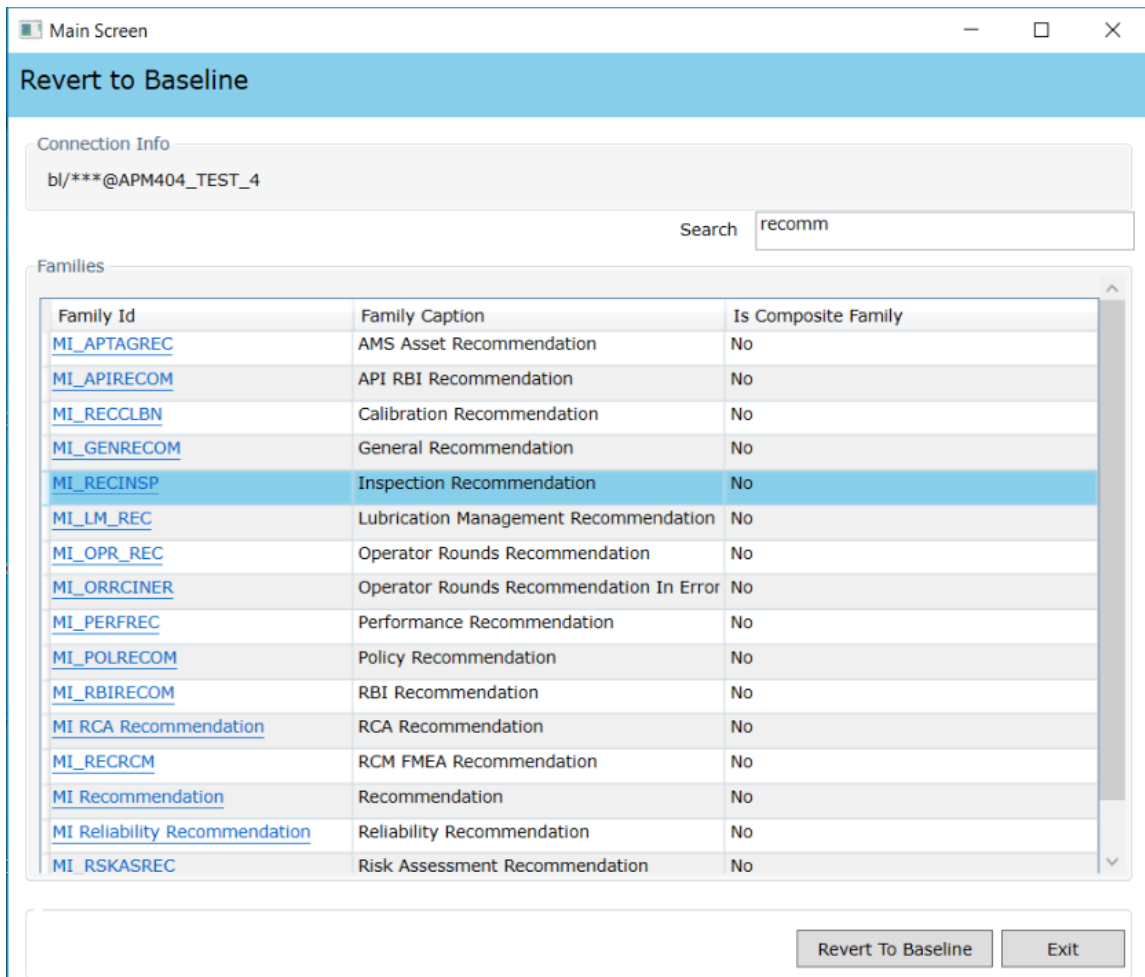 Main Screen
Revert to Baseline
Connection Info
bl/***@APM404_TEST_4
Search recomm
Families
Family Id Family Caption Is Composite Family
MI_APTAGREC AMS Asset Recommendation No
MI_APIRECOM API RBI Recommendation No
MI_RECCLBN Calibration Recommendation No
MI_GENRECOM General Recommendation No
MI_RECINSP Inspection Recommendation No
MI_LM_REC Lubrication Management Recommendation No
MI_OPR_REC Operator Rounds Recommendation No
MI_ORRCINER Operator Rounds Recommendation In Error No
MI_PERFREC Performance Recommendation No
MI_POLRECOM Policy Recommendation No
MI_RBIRECOM RBI Recommendation No
MI RCA Recommendation RCA Recommendation No
MI_RECRCM RCM FMEA Recommendation No
MI Recommendation Recommendation No
MI Reliability Recommendation Reliability Recommendation No
MI_RSKASREC Risk Assessment Recommendation No
Revert To Baseline Exit